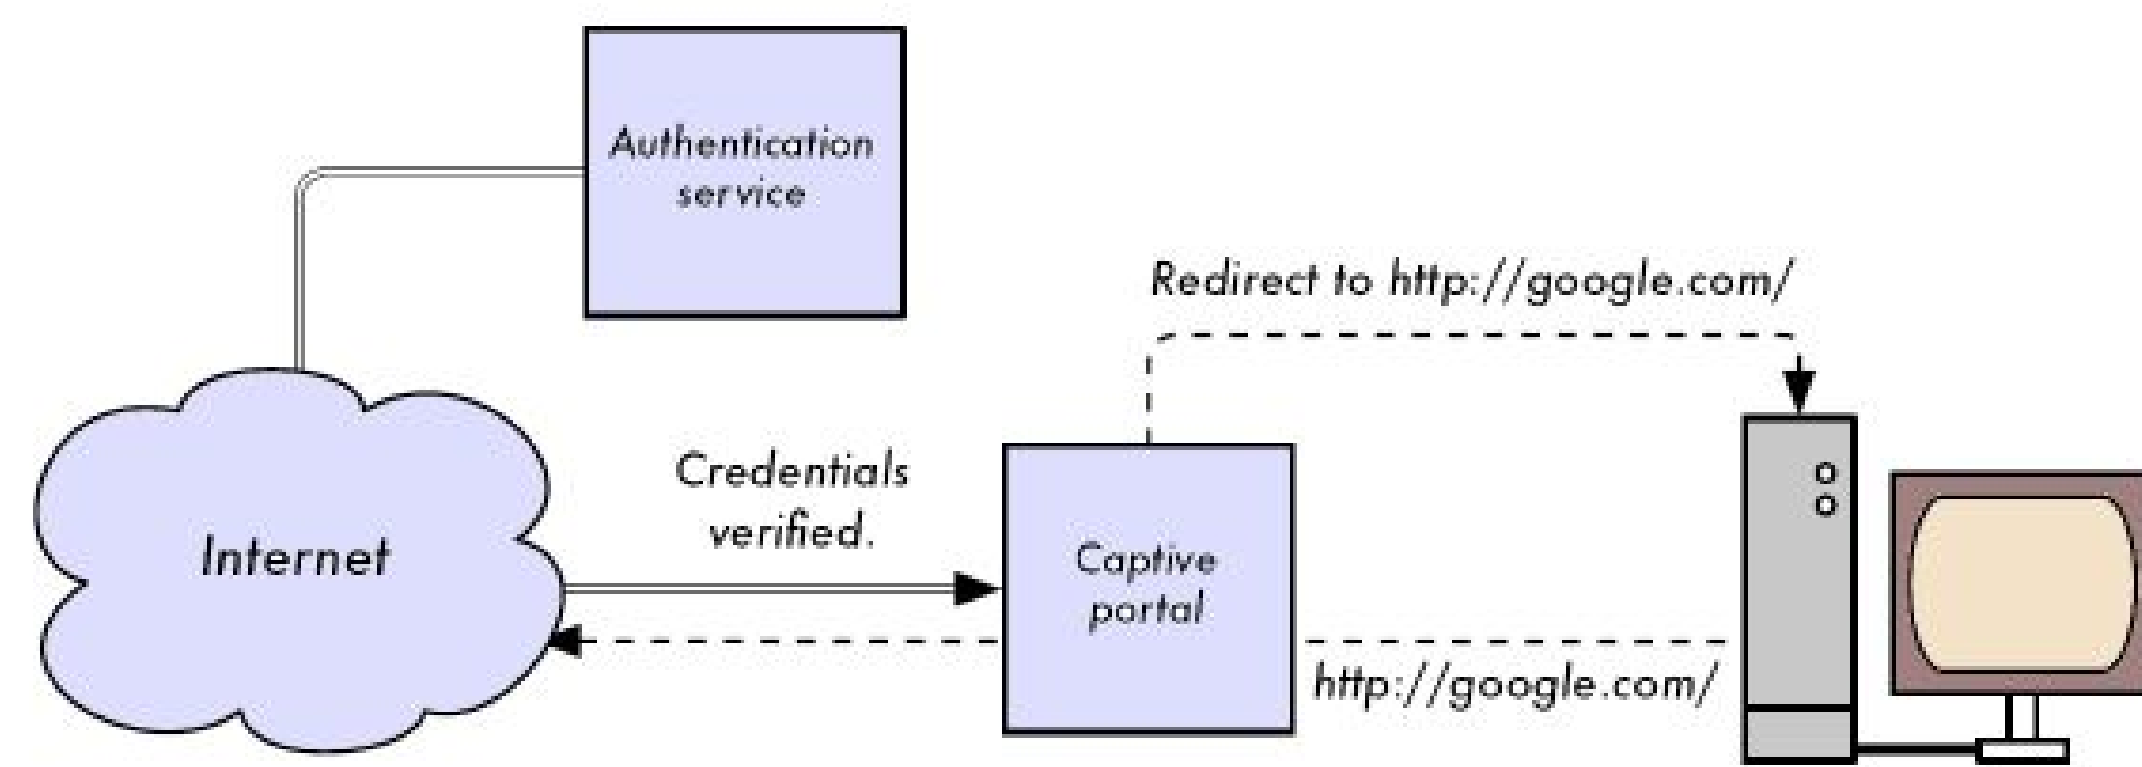 Authentication
service
Redirect to http://google.com/
Credentials
verified.
Internet
Captive
portal
http://google.com/